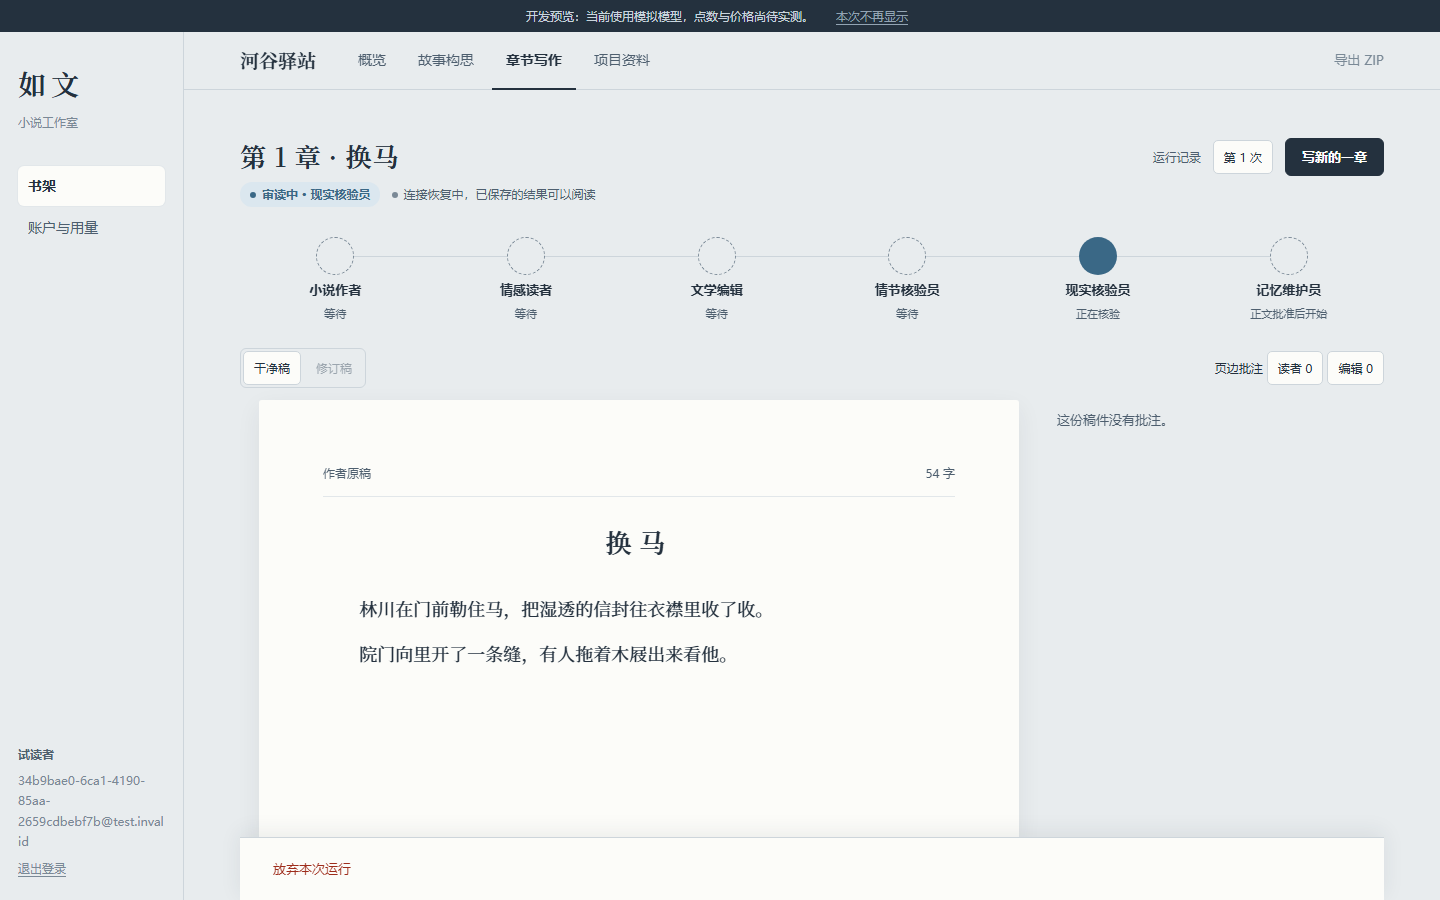 开发预览：当前使用模拟模型，点数与价格尚待实测。 本次不再显示
如文
小说工作室
书架
账户与用量
试读者
34b9bae0-6ca1-4190-
85aa-
2659cdbebf7b@test.inval
id
退出登录
河谷驿站 概览 故事构思 章节写作 项目资料 导出 ZIP
第 1 章 · 换马
运行记录 第 1 次 写新的一章
审读中 • 现实核验员 连接恢复中，已保存的结果可以阅读
小说作者 情感读者 文学编辑 情节核验员 现实核验员 记忆维护员
等待 等待 等待 等待 正在核验 正文批准后开始
干净稿 修订稿 页边批注 读者 0 编辑 0
这份稿件没有批注。
作者原稿 54 字
换马
林川在门前勒住马，把湿透的信封往衣襟里收了收。
院门向里开了一条缝，有人拖着木屐出来看他。
放弃本次运行